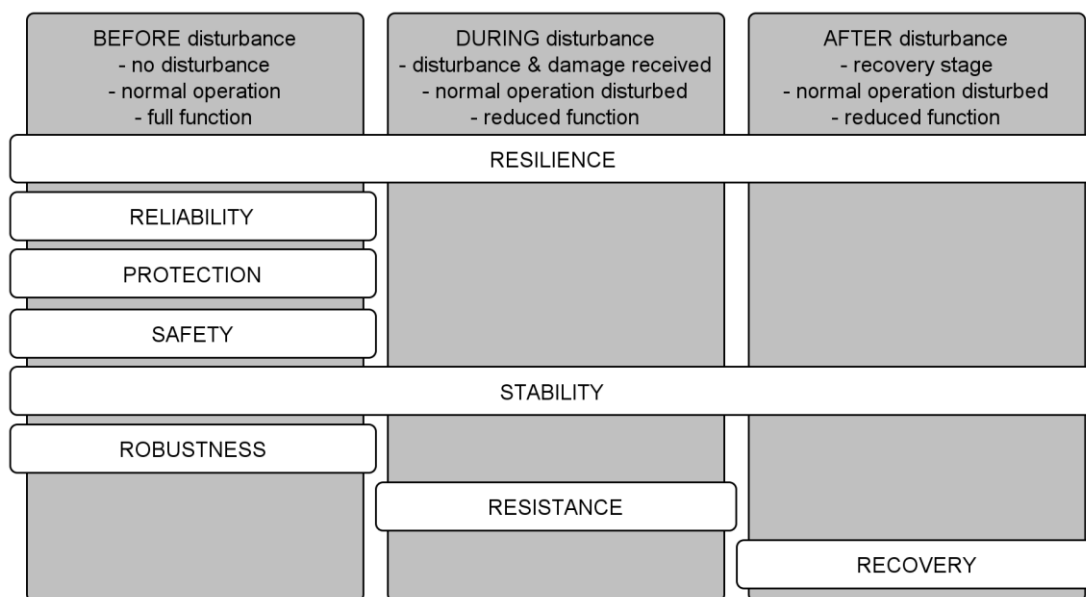 BEFORE disturbance
- no disturbance
- normal operation
- full function
DURING disturbance
- disturbance & damage received
- normal operation disturbed
- reduced function
AFTER disturbance
- recovery stage
- normal operation disturbed
- reduced function
RESILIENCE
RELIABILITY
PROTECTION
SAFETY
STABILITY
ROBUSTNESS
RESISTANCE
RECOVERY